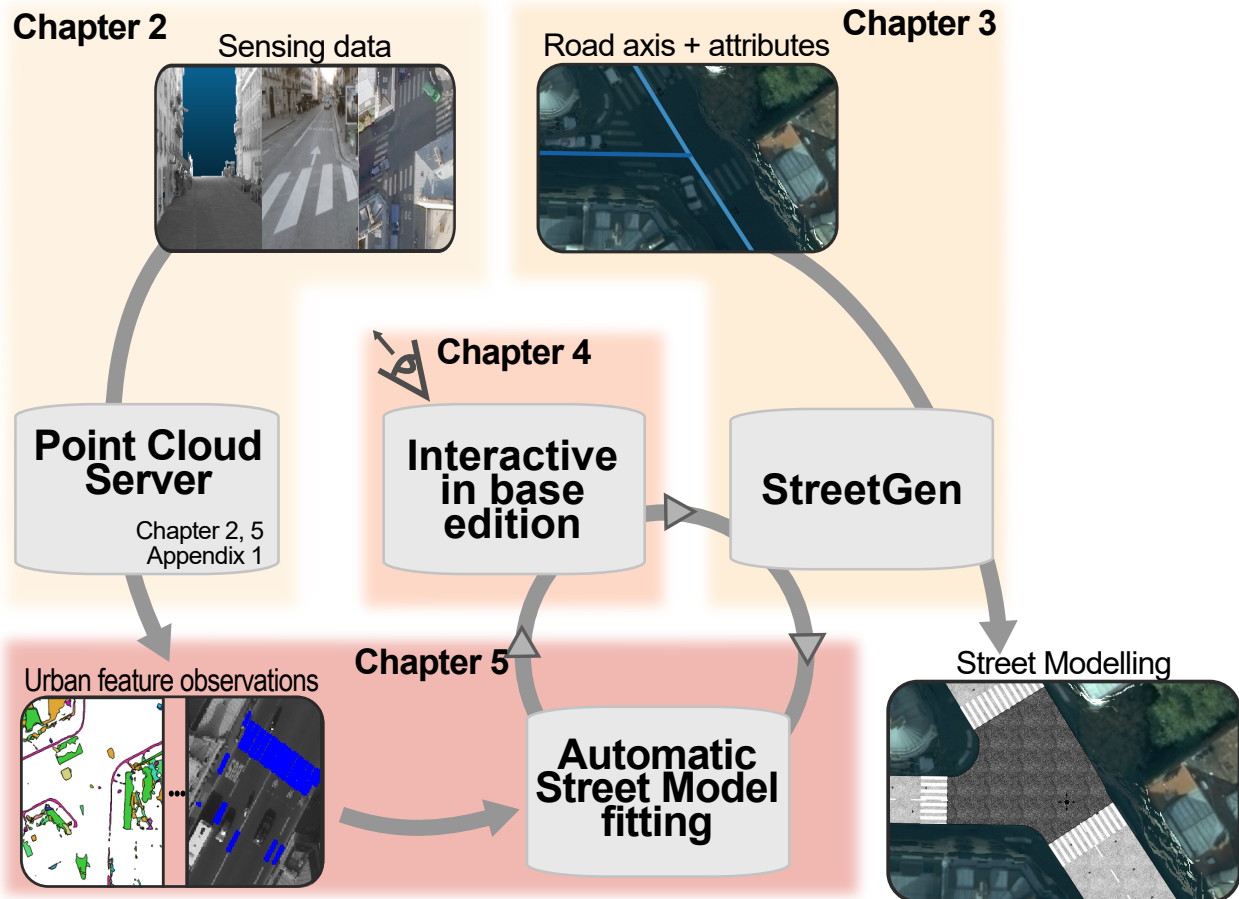 Chapter 2
Sensing data
Road axis + attributes
Chapter 3
Chapter 4
Point Cloud
Server
Chapter 2, 5
Appendix 1
Interactive
in base
edition
StreetGen
Chapter 5
Urban feature observations
Automatic
Street Model
fitting
Street Modelling